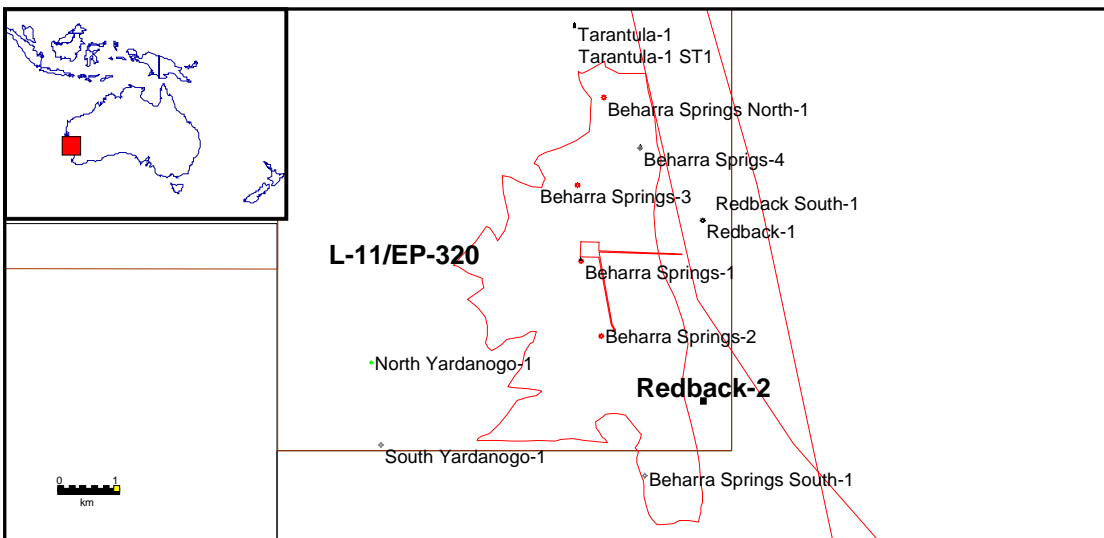 Tarantula-1
Tarantula-1 ST1
Beharra Springs North-1
Beharra Sprigs-4
Beharra Springs-3
Redback South-1
Redback-1
L-11/EP-320
Beharra Springs-1
Beharra Springs-2
North Yardanogo-1
Redback-2
South Yardanogo-1
Beharra Springs South-1
0 1
km